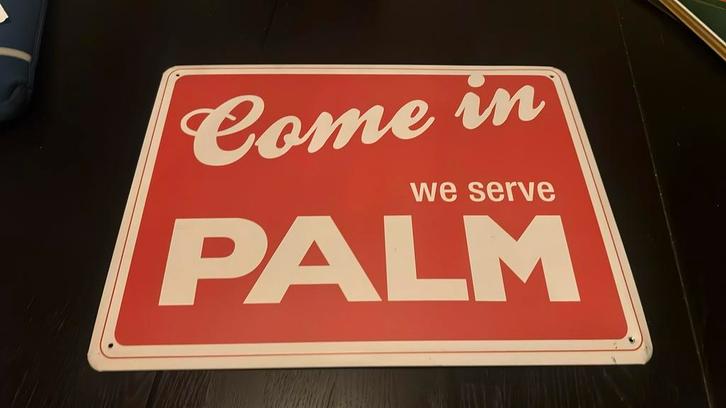 Come in
we serve
PALM